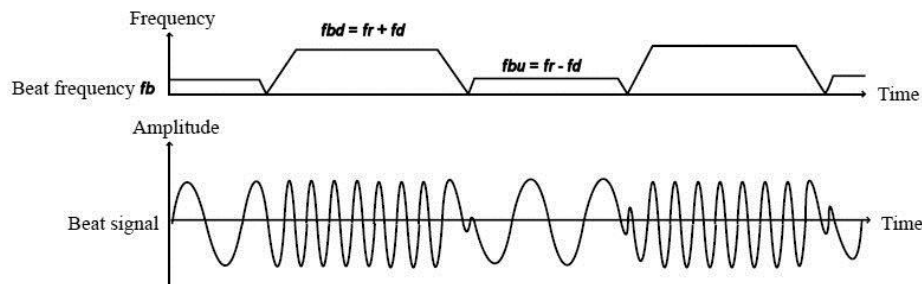 Frequency
fbd = fr + fd
fbu = fr - fd
Beat frequency fb
Time
Amplitude
Beat signal
Time